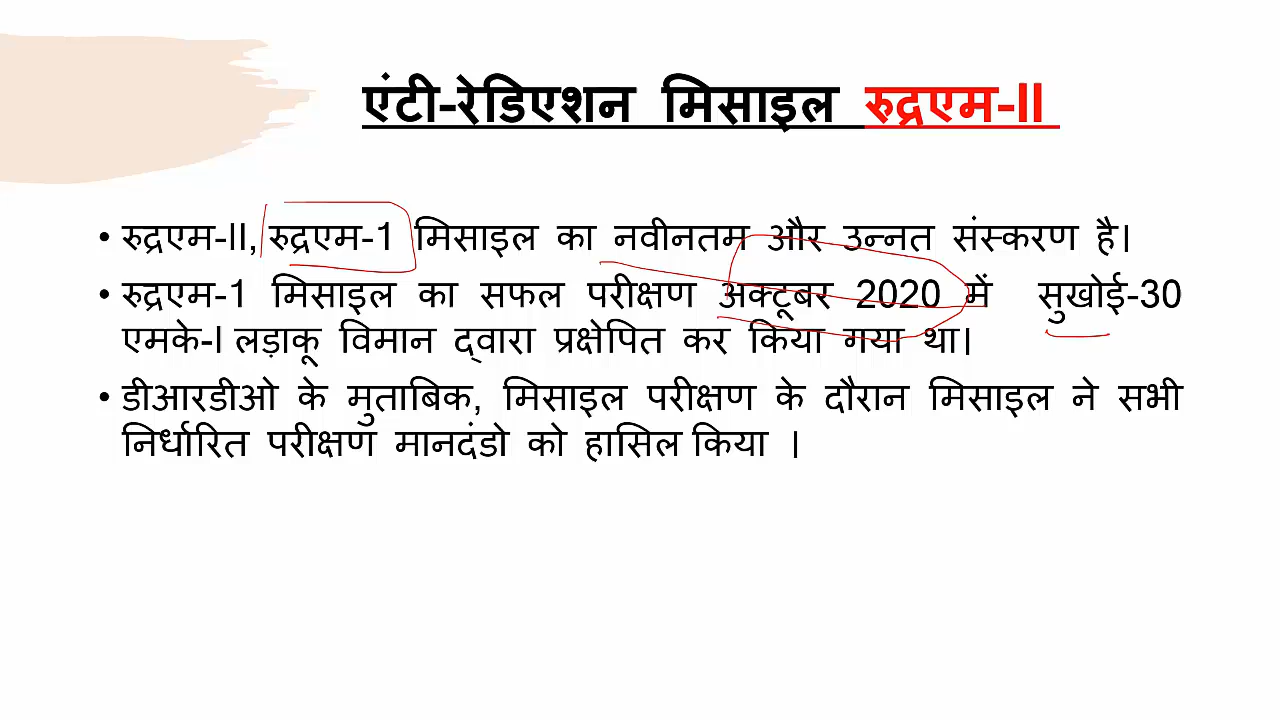 एंटी-रेडिएशन मिसाइल रुद्रएम-II
• रुद्रएम-II, रुद्रएम-1 मिसाइल का नवीनतम और उन्नत संस्करण है।
• रुद्रएम-1 मिसाइल का सफल परीक्षण अक्टूबर 2020 में सुखोई-30
एमके-I लड़ाकू विमान द्वारा प्रक्षेपित कर किया गया था।
• डीआरडीओ के मुताबिक, मिसाइल परीक्षण के दौरान मिसाइल ने सभी
निर्धारित परीक्षण मानदंडो को हासिल किया ।